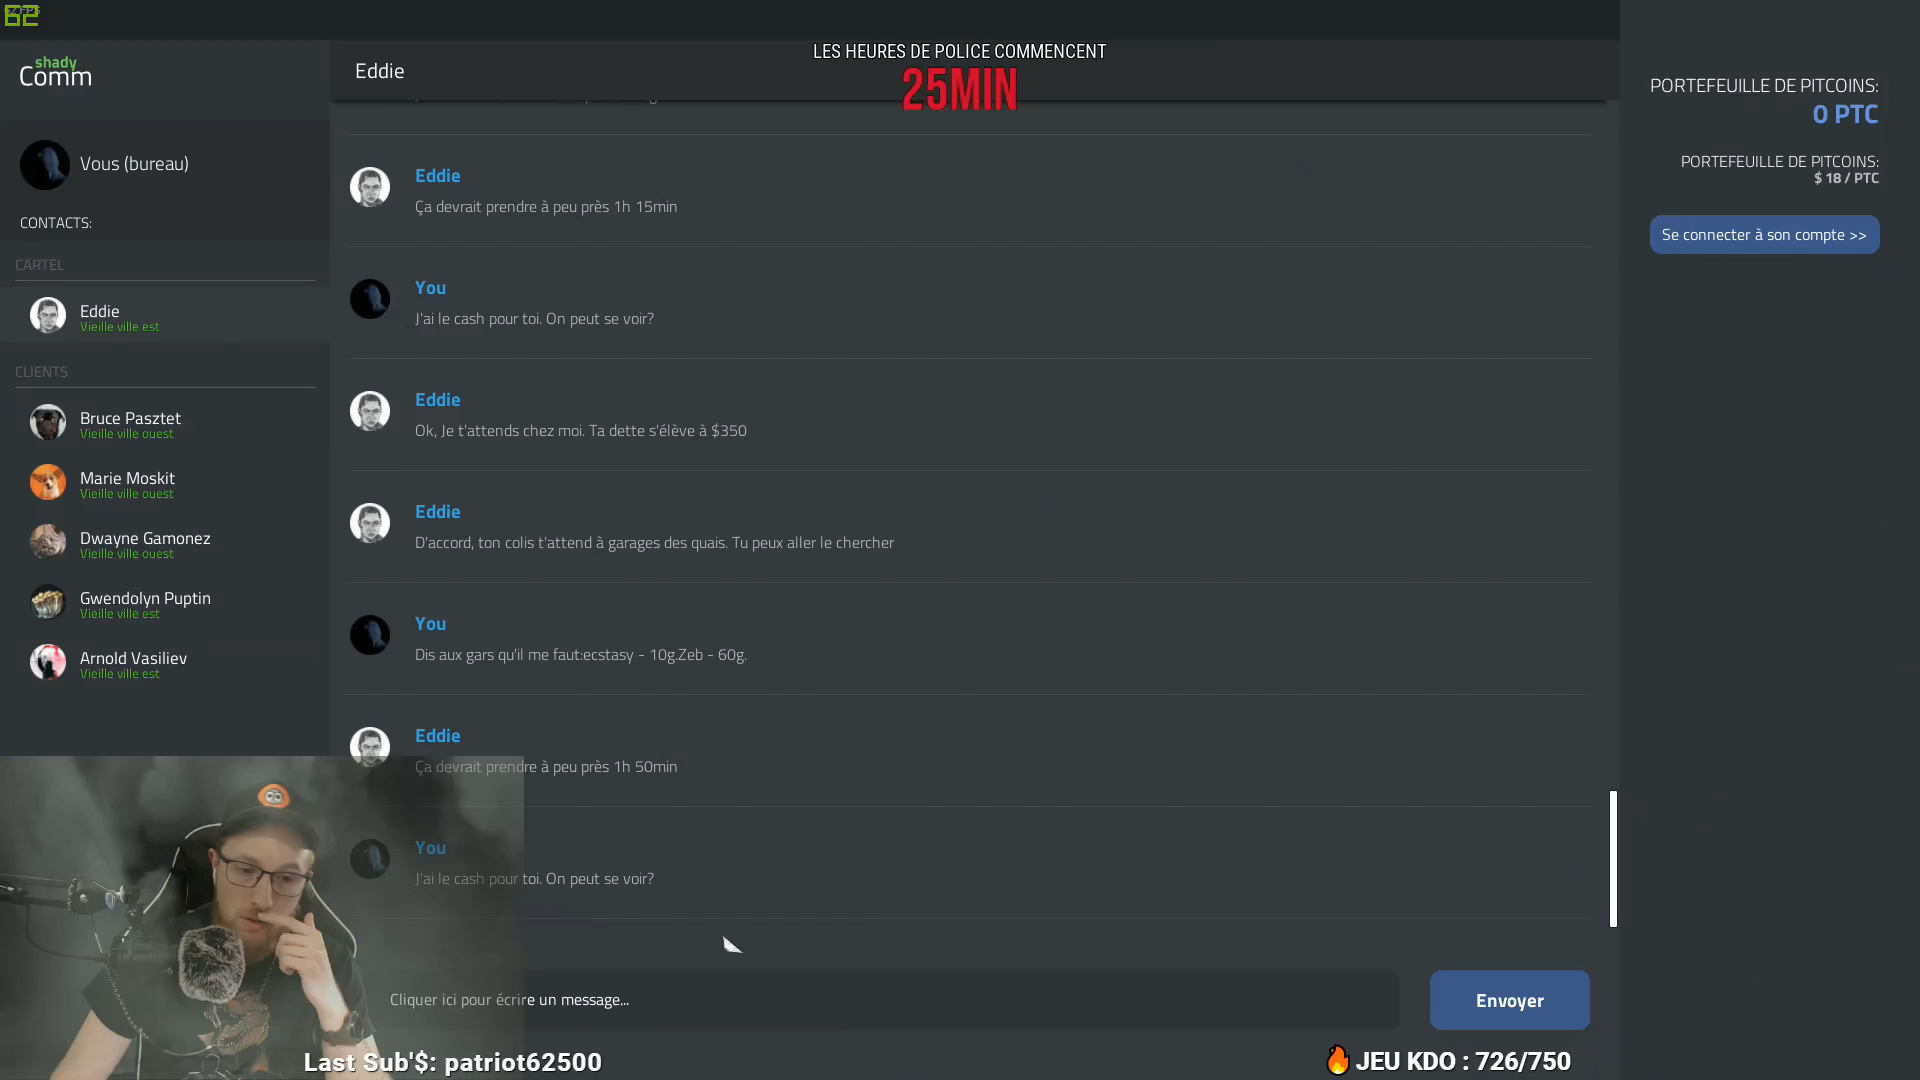 62 FPS
shady
Comm
Eddie
LES HEURES DE POLICE COMMENCENT
25MIN
PORTEFEUILLE DE PITCOINS:
0 PTC
PORTEFEUILLE DE PITCOINS:
$ 18 / PTC
Se connecter à son compte >>
Vous (bureau)
CONTACTS:
CARTEL
Eddie
Vieille ville est
CLIENTS
Bruce Pasztet
Vieille ville ouest
Marie Moskit
Vieille ville ouest
Dwayne Gamonez
Vieille ville ouest
Gwendolyn Puptin
Vieille ville est
Arnold Vasiliev
Vieille ville est
Eddie
Ça devrait prendre à peu près 1h 15min
You
J'ai le cash pour toi. On peut se voir?
Eddie
Ok, Je t'attends chez moi. Ta dette s'élève à $350
Eddie
D'accord, ton colis t'attend à garages des quais. Tu peux aller le chercher
You
Dis aux gars qu'il me faut:ecstasy - 10g.Zeb - 60g.
Eddie
Ça devrait prendre à peu près 1h 50min
You
J'ai le cash pour toi. On peut se voir?
Cliquer ici pour écrire un message...
Envoyer
Last Sub'$: patriot62500
JEU KDO : 726/750